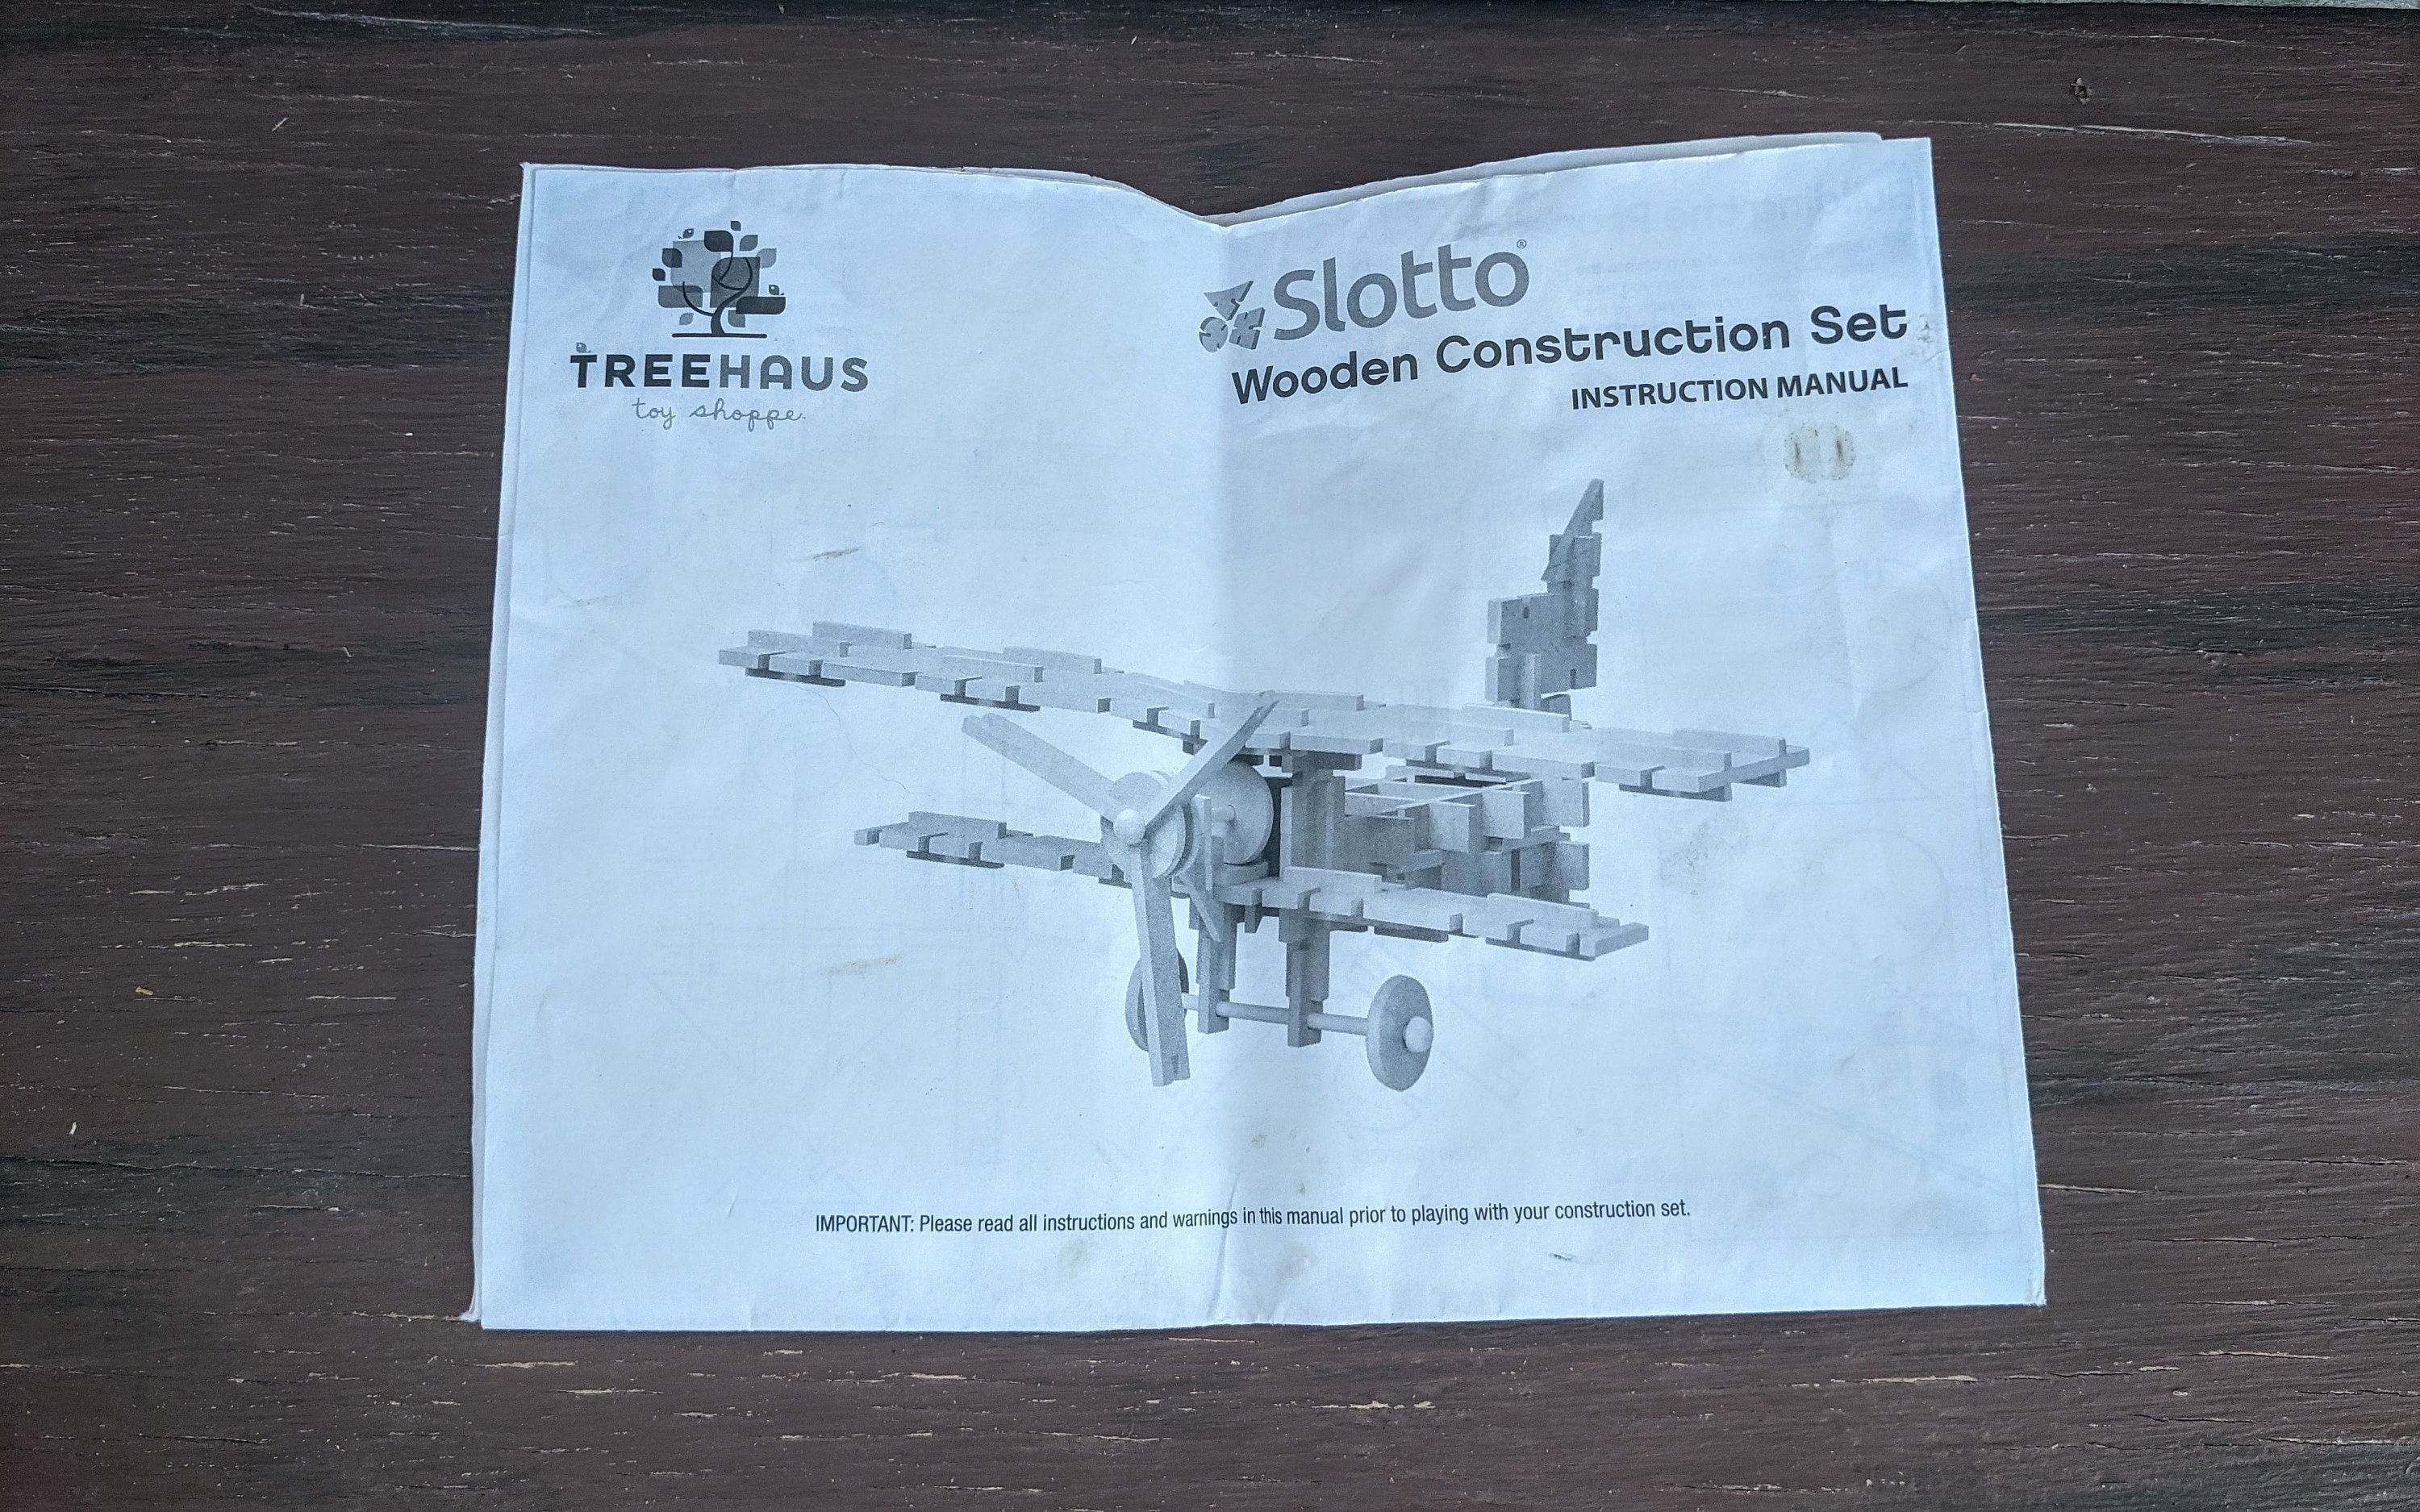 TREEHAUS
toy shoppe.
Slotto®
Wooden Construction Set
INSTRUCTION MANUAL
IMPORTANT: Please read all instructions and warnings in this manual prior to playing with your construction set.